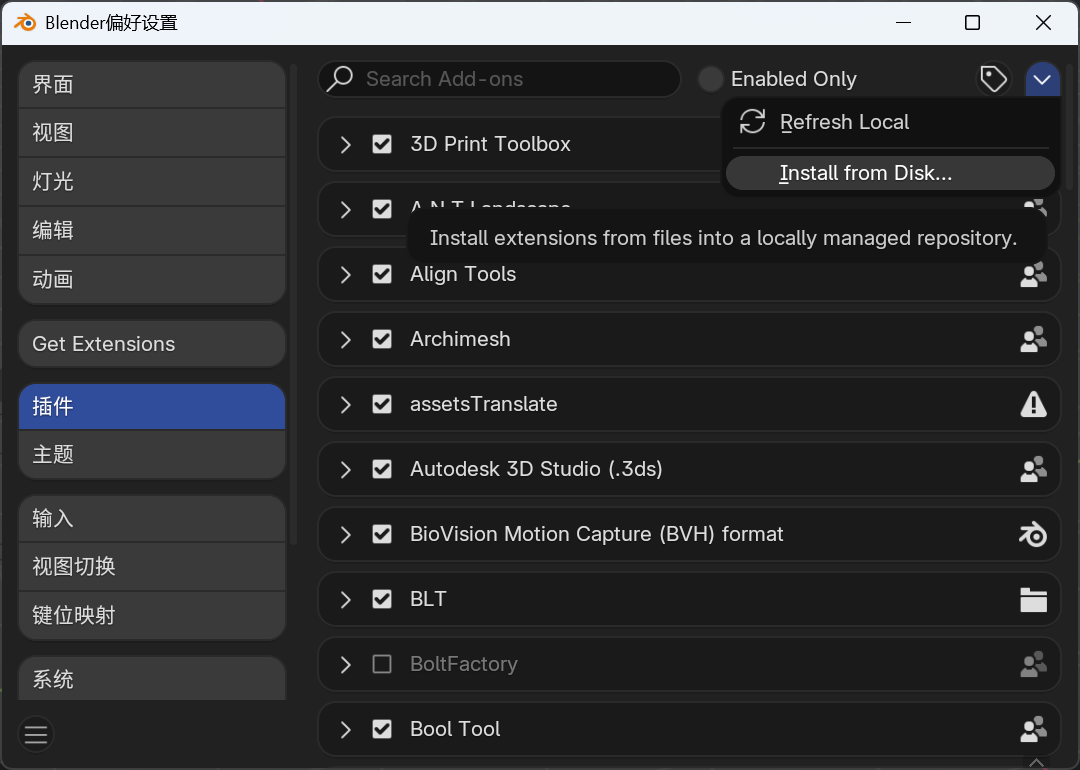 Blender偏好设置
界面
视图
灯光
编辑
动画
Get Extensions
插件
主题
输入
视图切换
键位映射
系统
Search Add-ons
Enabled Only
Refresh Local
Install from Disk...
3D Print Toolbox
A.N.T.Landscape
Install extensions from files into a locally managed repository.
Align Tools
Archimesh
assetsTranslate
Autodesk 3D Studio (.3ds)
BioVision Motion Capture (BVH) format
BLT
BoltFactory
Bool Tool